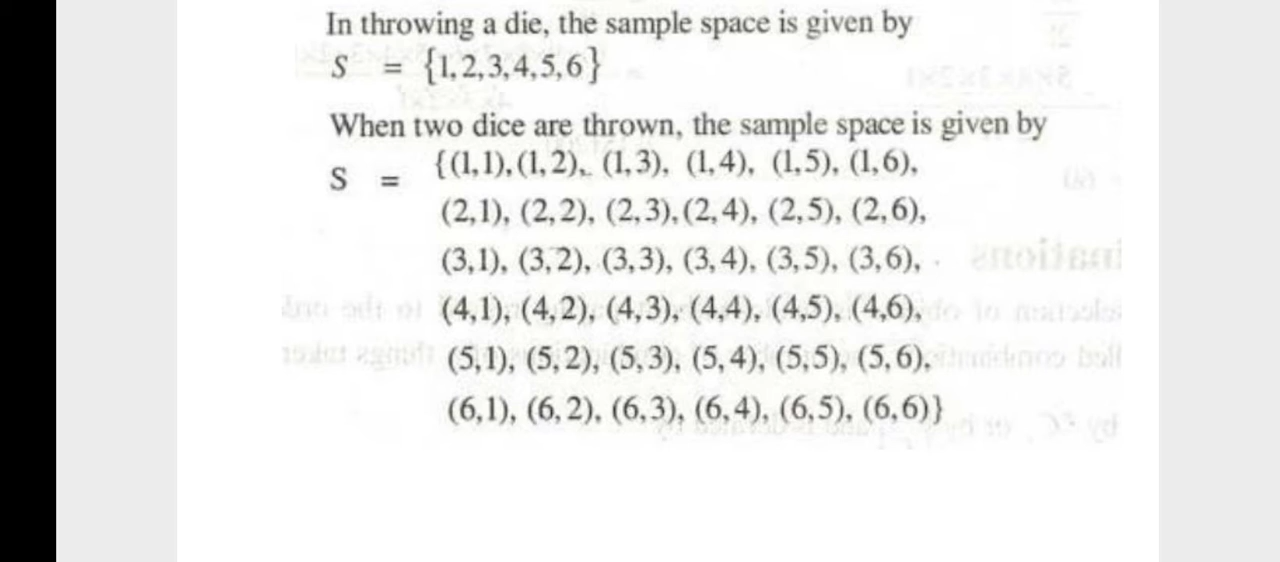 In throwing a die, the sample space is given by
S = {1,2,3,4,5,6}
When two dice are thrown, the sample space is given by
S = {(1,1),(1,2), (1,3), (1,4), (1,5), (1,6),
(2,1), (2,2), (2,3),(2,4), (2,5), (2,6),
(3,1), (3,2), (3,3), (3,4), (3,5), (3,6),
(4,1), (4,2), (4,3), (4,4), (4,5), (4,6),
(5,1), (5,2), (5,3), (5,4), (5,5), (5,6),
(6,1), (6,2), (6,3), (6,4), (6,5), (6,6)}